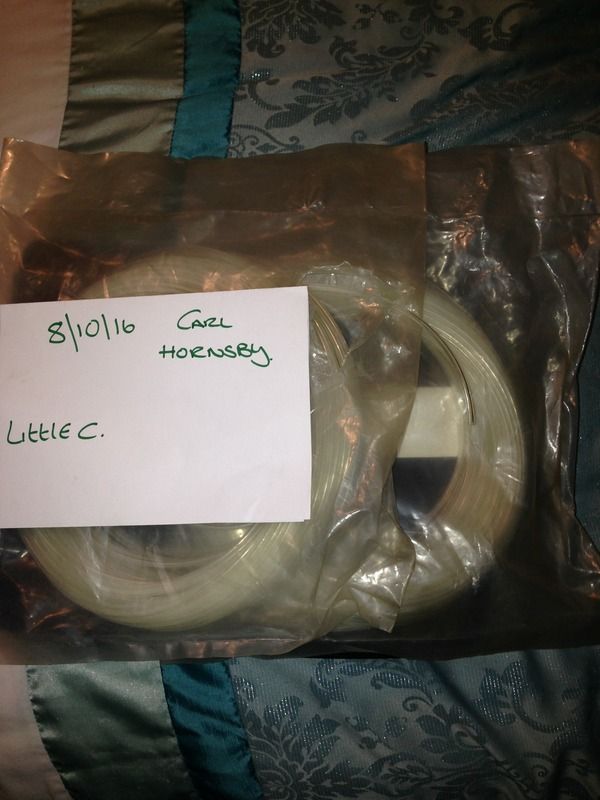 8/10/16 CARL
HORNSBY.
LittLE C.